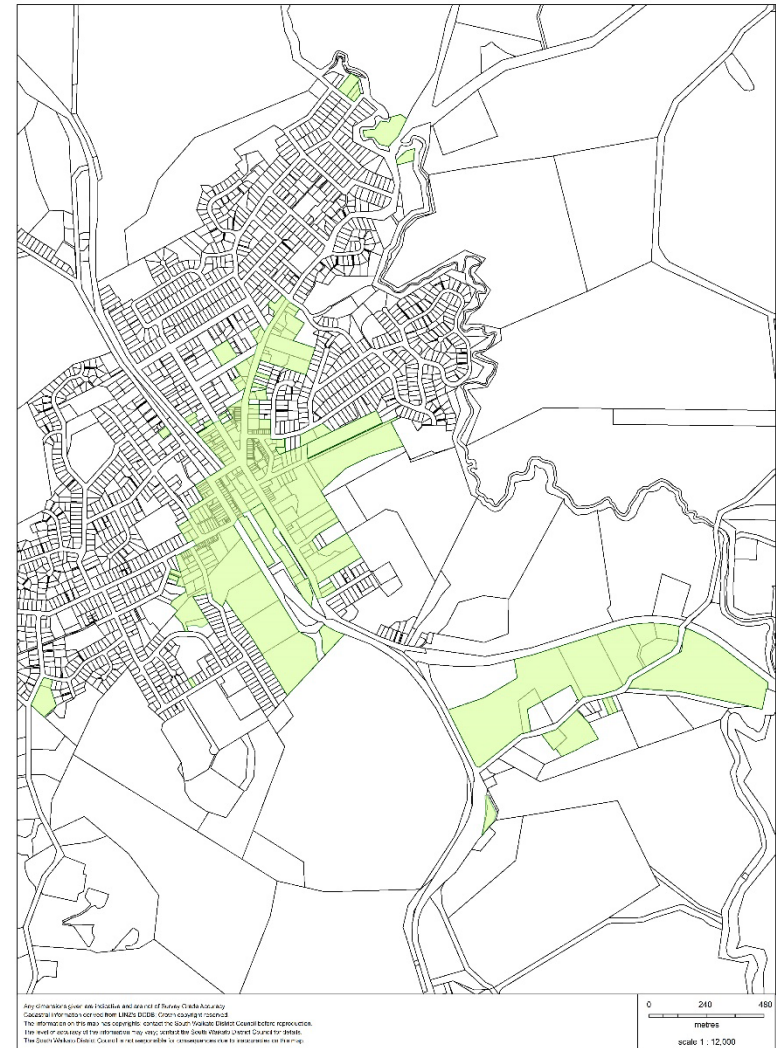 Any dimensions given are indicative and are not of Survey Grade Accuracy
Cadastral information derived from LINZ's DCDB. Crown copyright reserved
The information on this map has copyrights; contact the South Waikato District Council before reproduction.
The level of accuracy of the information may vary; contact the South Waikato District Council for details.
The South Waikato District Council is not responsible for consequences due to inaccuracies on this map.
0 240 480
metres
scale 1 : 12,000